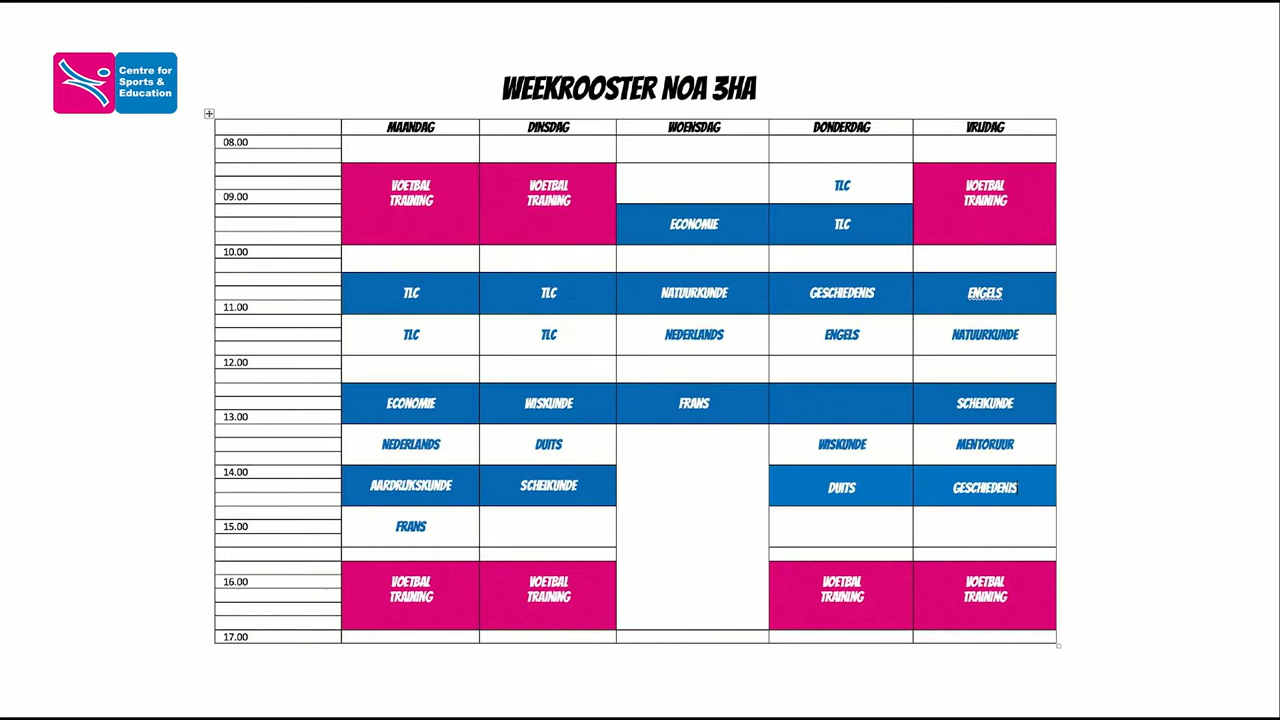 Centre for
Sports &
Education
WEEKROOSTER NOA 3HA
MAANDAG DINSDAG WOENSDAG DONDERDAG VRIJDAG
08.00
VOETBAL TRAINING VOETBAL TRAINING TLC VOETBAL TRAINING
09.00
ECONOMIE TLC
10.00
TLC TLC NATUURKUNDE GESCHIEDENIS ENGELS
11.00
TLC TLC NEDERLANDS ENGELS NATUURKUNDE
12.00
ECONOMIE WISKUNDE FRANS SCHEIKUNDE
13.00
NEDERLANDS DUITS WISKUNDE MENTORUUR
14.00
AARDRIJKSKUNDE SCHEIKUNDE DUITS GESCHIEDENIS
15.00 FRANS
16.00 VOETBAL TRAINING VOETBAL TRAINING VOETBAL TRAINING VOETBAL TRAINING
17.00